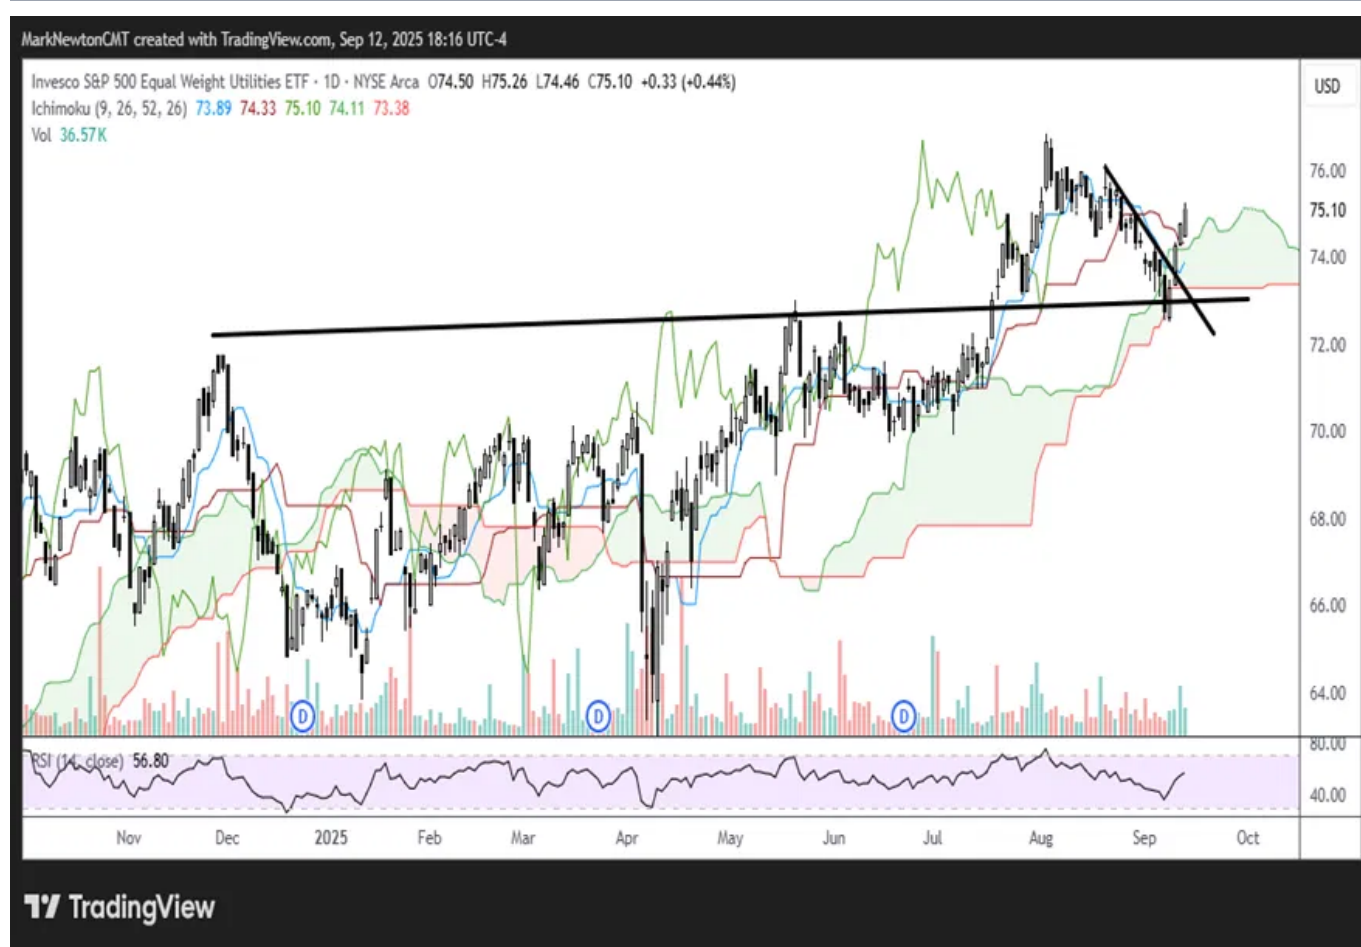 MarkNewtonCMT created with TradingView.com, Sep 12, 2025 18:16 UTC-4
Invesco S&P 500 Equal Weight Utilities ETF · 1D · NYSE Arca O74.50 H75.26 L74.46 C75.10 +0.33 (+0.44%)
USD
Ichimoku (9, 26, 52, 26) 73.89 74.33 75.10 74.11 73.38
Vol 36.57K
76.00
75.10
74.00
72.00
70.00
68.00
66.00
64.00
D D D
80.00
RSI (14, close) 56.80
40.00
Nov Dec 2025 Feb Mar Apr May Jun Jul Aug Sep Oct
TradingView